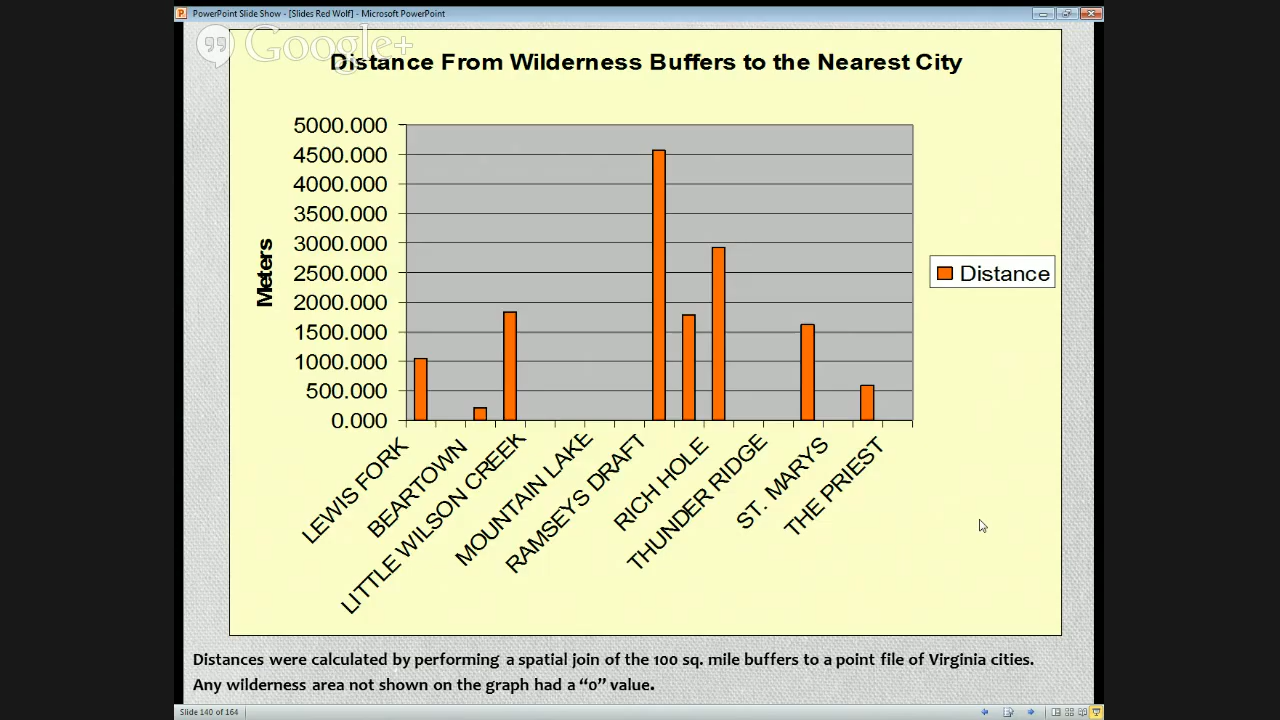 PowerPoint Slide Show - [Slides Red Wolf] - Microsoft PowerPoint
Google+
Distance From Wilderness Buffers to the Nearest City
5000.000
4500.000
4000.000
3500.000
3000.000
2500.000
2000.000
1500.000
1000.000
500.000
0.000
Meters
Distance
LEWIS FORK
BEARTOWN
LITTLE WILSON CREEK
MOUNTAIN LAKE
RAMSEYS DRAFT
RICH HOLE
THUNDER RIDGE
ST. MARYS
THE PRIEST
Distances were calculated by performing a spatial join of the 100 sq. mile buffers to a point file of Virginia cities.
Any wilderness area not shown on the graph had a “0” value.
Slide 140 of 164